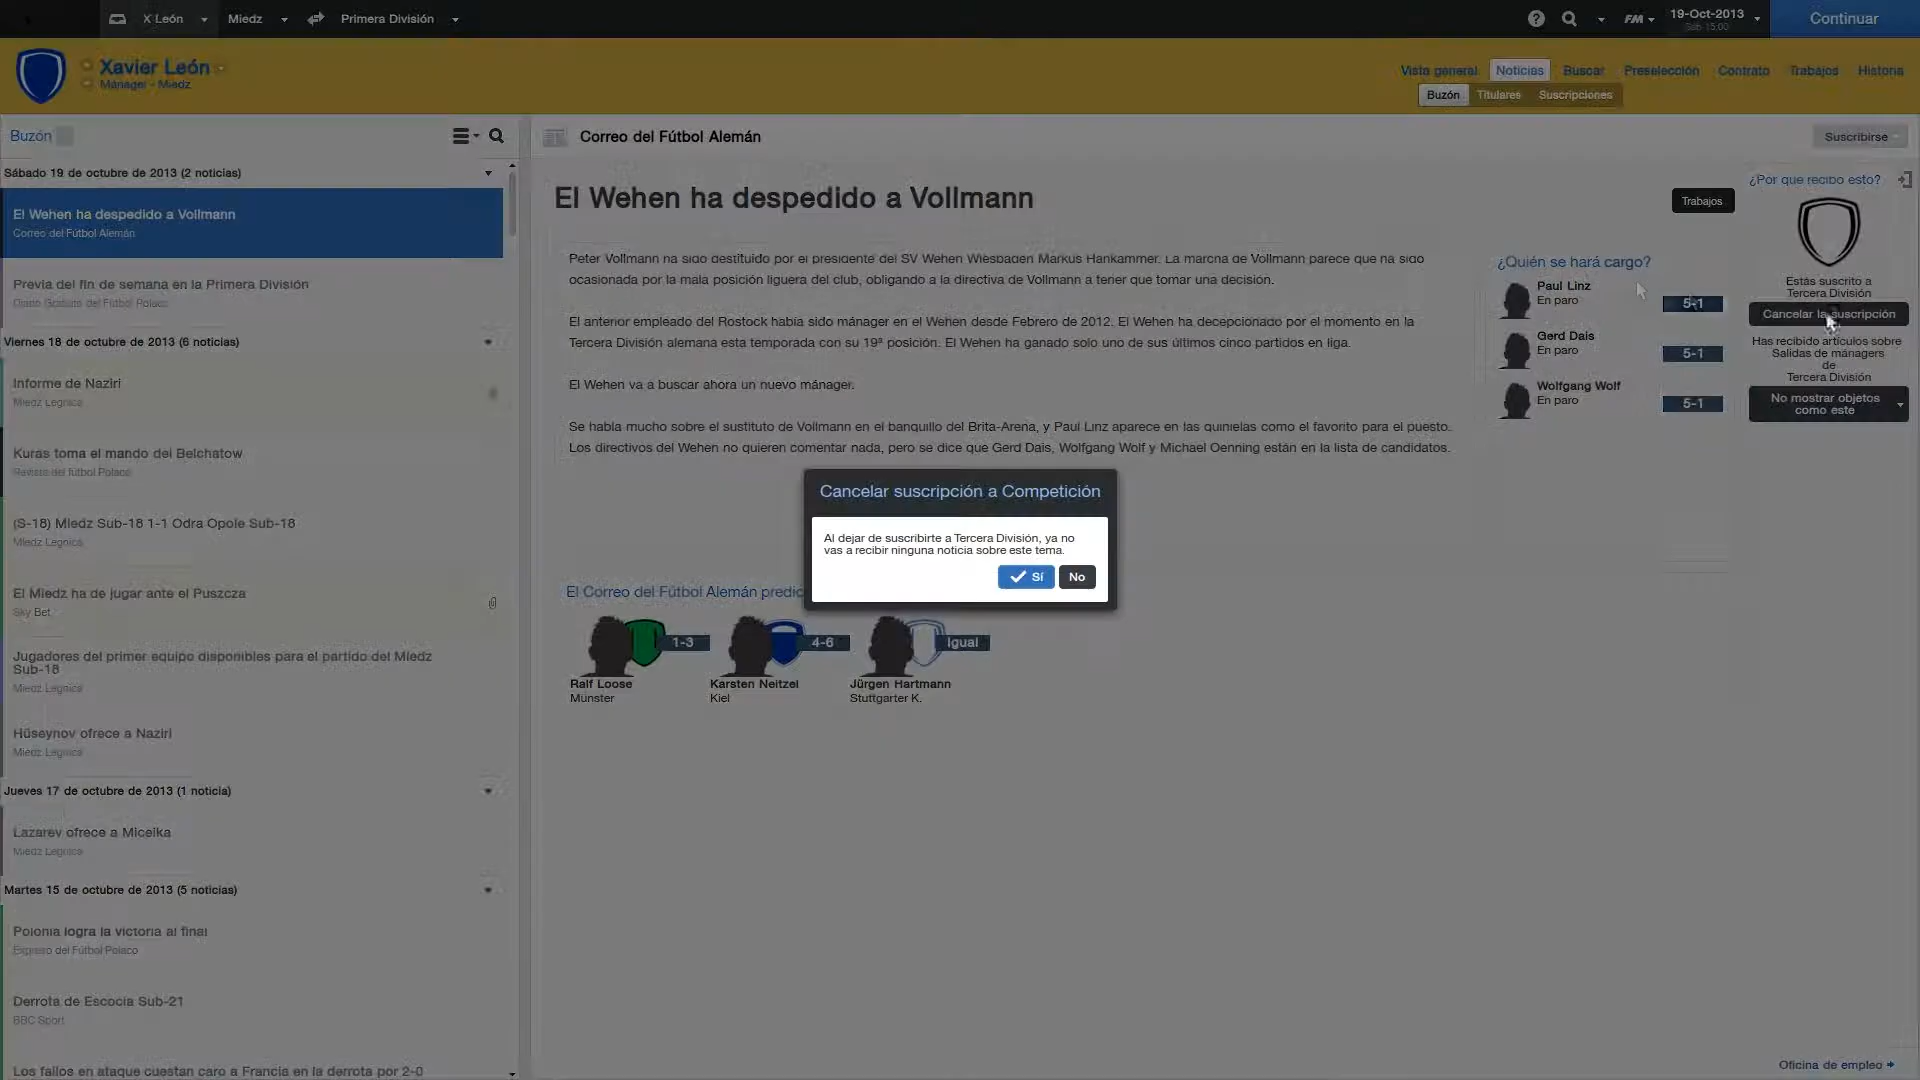 X León
Miedz
Primera División
FM
19-Oct-2013
Sáb 15:00
Continuar
Xavier León
Mánager - Miedz
Vista general
Noticias
Buscar
Preselección
Contrato
Trabajos
Historia
Buzón
Titulares
Suscripciones
Buzón
Correo del Fútbol Alemán
Suscribirse
Sábado 19 de octubre de 2013 (2 noticias)
El Wehen ha despedido a Vollmann
Correo del Fútbol Alemán
Previa del fin de semana en la Primera División
Diario Gratuito del Fútbol Polaco
Viernes 18 de octubre de 2013 (6 noticias)
Informe de Naziri
Miedz Legnica
Kuras toma el mando del Belchatow
Revista del fútbol Polaco
(S-18) Miedz Sub-18 1-1 Odra Opole Sub-18
Miedz Legnica
El Miedz ha de jugar ante el Puszcza
Sky Bet
Jugadores del primer equipo disponibles para el partido del Miedz
Sub-18
Miedz Legnica
Hüseynov ofrece a Naziri
Miedz Legnica
Jueves 17 de octubre de 2013 (1 noticia)
Lazarev ofrece a Micelka
Miedz Legnica
Martes 15 de octubre de 2013 (5 noticias)
Polonia logra la victoria al final
Expreso del Fútbol Polaco
Derrota de Escocia Sub-21
BBC Sport
Los fallos en ataque cuestan caro a Francia en la derrota por 2-0
El Wehen ha despedido a Vollmann
Trabajos
Peter Vollmann ha sido destituido por el presidente del SV Wehen Wiesbaden Markus Hankammer. La marcha de Vollmann parece que ha sido
ocasionada por la mala posición liguera del club, obligando a la directiva de Vollmann a tener que tomar una decisión.
El anterior empleado del Rostock había sido mánager en el Wehen desde Febrero de 2012. El Wehen ha decepcionado por el momento en la
Tercera División alemana esta temporada con su 19ª posición. El Wehen ha ganado solo uno de sus últimos cinco partidos en liga.
El Wehen va a buscar ahora un nuevo mánager.
Se habla mucho sobre el sustituto de Vollmann en el banquillo del Brita-Arena, y Paul Linz aparece en las quinielas como el favorito para el puesto.
Los directivos del Wehen no quieren comentar nada, pero se dice que Gerd Dais, Wolfgang Wolf y Michael Oenning están en la lista de candidatos.
¿Quién se hará cargo?
Paul Linz
En paro
5-1
Gerd Dais
En paro
5-1
Wolfgang Wolf
En paro
5-1
¿Por qué recibo esto?
Estás suscrito a
Tercera División
Cancelar la suscripción
Has recibido artículos sobre
Salidas de mánagers
de
Tercera División
No mostrar objetos
como este
Cancelar suscripción a Competición
Al dejar de suscribirte a Tercera División, ya no
vas a recibir ninguna noticia sobre este tema.
Sí
No
El Correo del Fútbol Alemán predic
1-3
4-6
Igual
Ralf Loose
Münster
Karsten Neitzel
Kiel
Jürgen Hartmann
Stuttgarter K.
Oficina de empleo